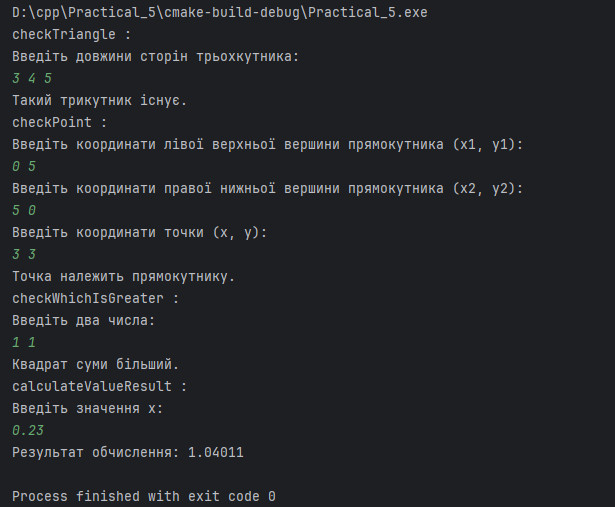 D:\cpp\Practical_5\cmake-build-debug\Practical_5.exe
checkTriangle :
Введіть довжини сторін трьохкутника:
3 4 5
Такий трикутник існує.
checkPoint :
Введіть координати лівої верхньої вершини прямокутника (x1, y1):
0 5
Введіть координати правої нижньої вершини прямокутника (x2, y2):
5 0
Введіть координати точки (x, y):
3 3
Точка належить прямокутнику.
checkWhichIsGreater :
Введіть два числа:
1 1
Квадрат суми більший.
calculateValueResult :
Введіть значення x:
0.23
Результат обчислення: 1.04011
Process finished with exit code 0